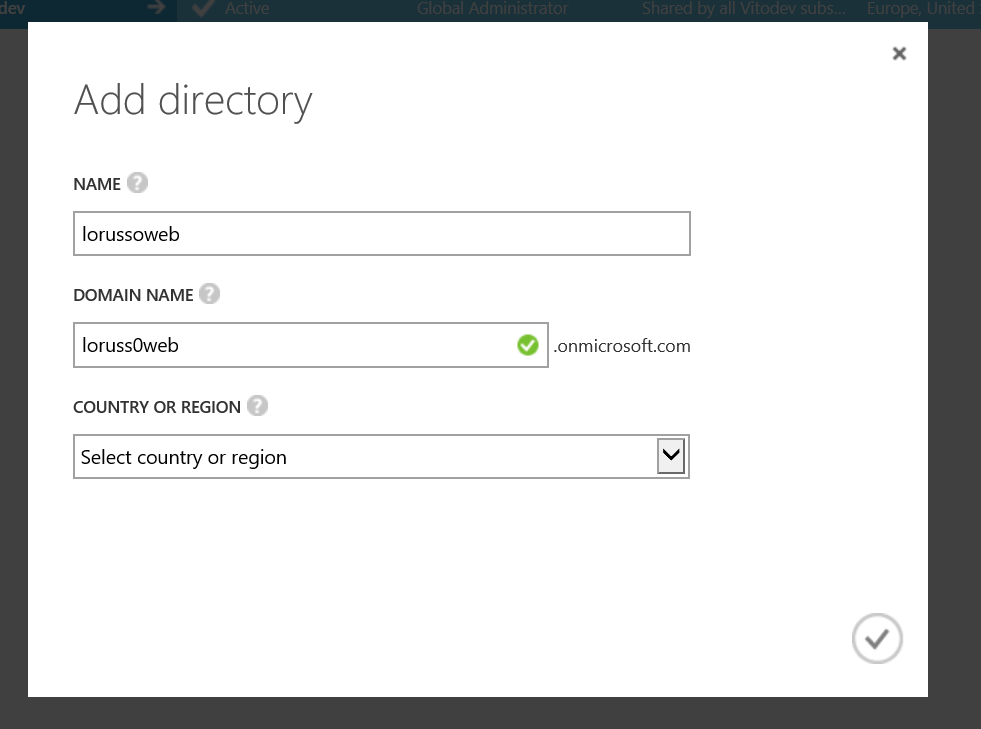 dev Active Global Administrator Shared by all Vitodev subs... Europe, United
Add directory
NAME ?
lorussoweb
DOMAIN NAME ?
loruss0web .onmicrosoft.com
COUNTRY OR REGION ?
Select country or region